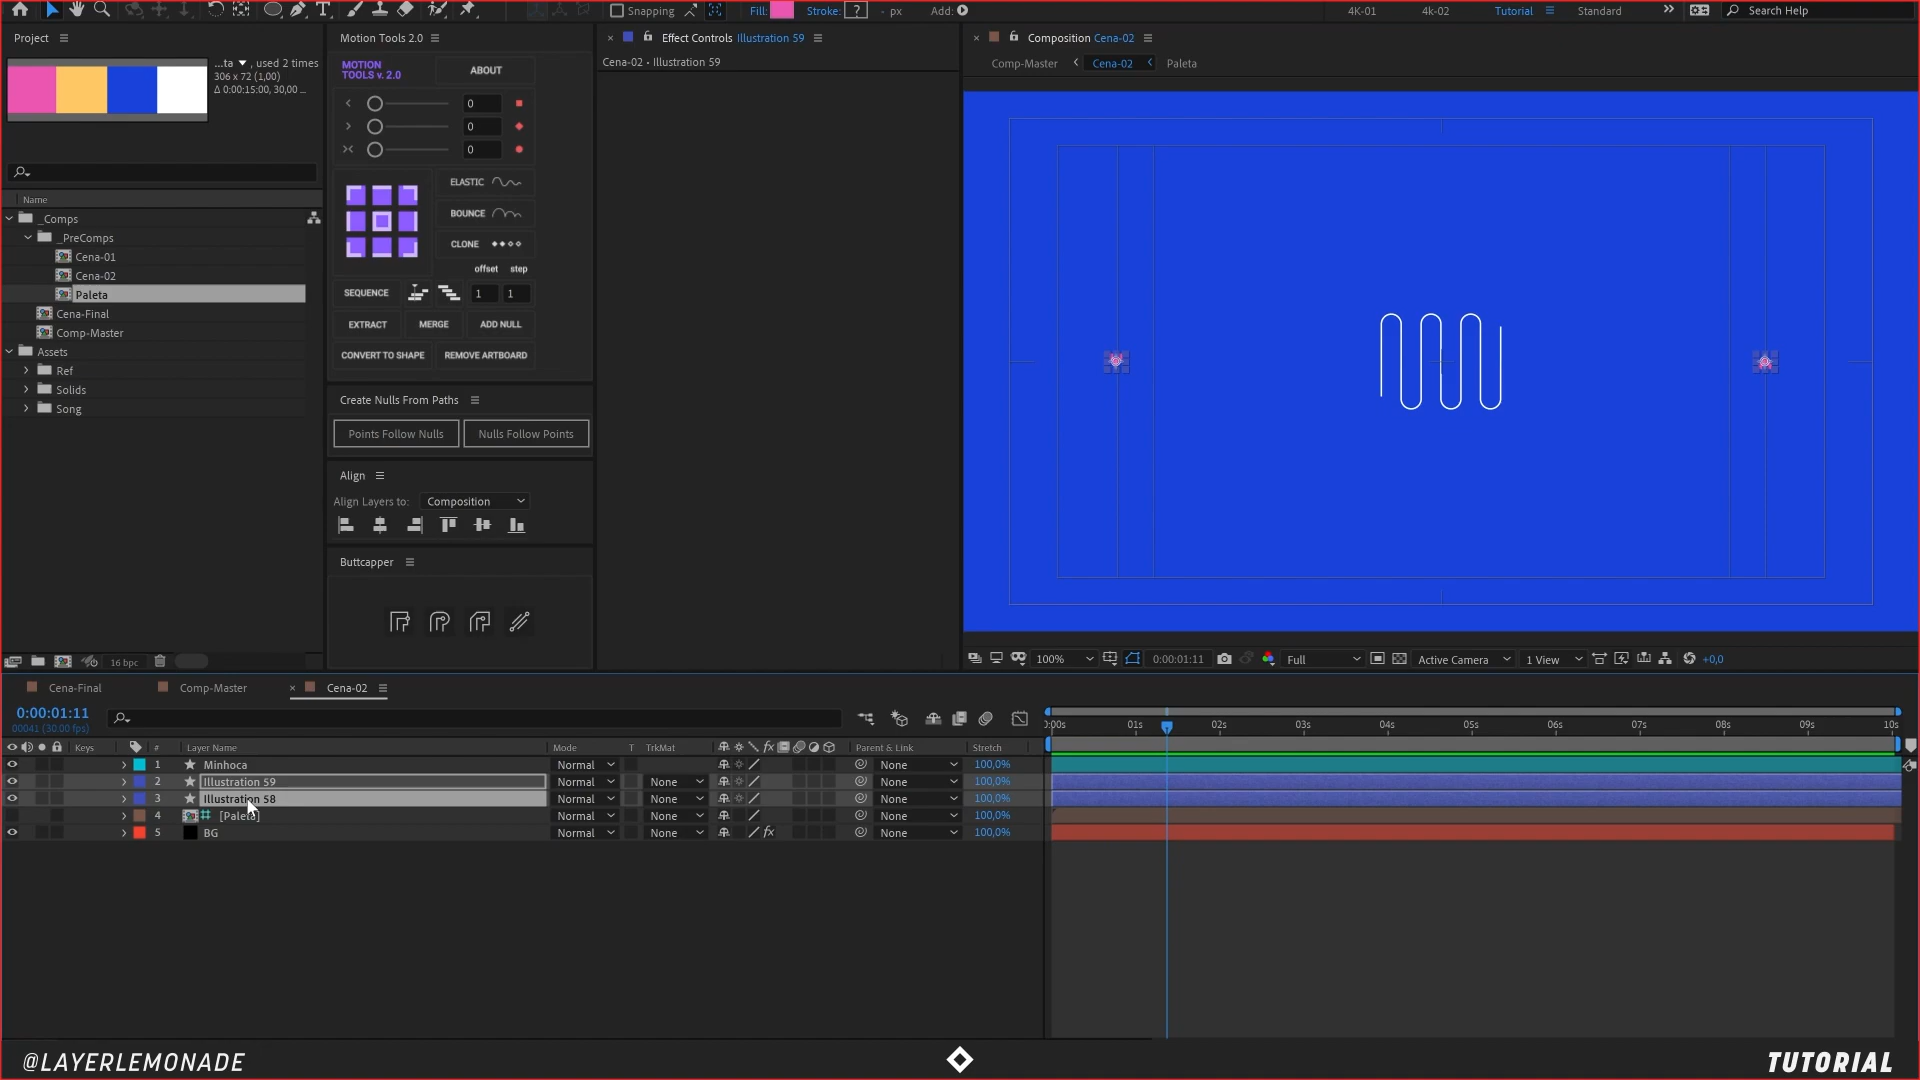 Snapping
Fill:
Stroke: ? - px
Add:
4K-01
4k-02
Tutorial
Standard
Search Help
Project
Motion Tools 2.0
Effect Controls Illustration 59
Composition Cena-02
...ta ▼, used 2 times
306 x 72 (1,00)
Δ 0:00:15:00, 30,00 ...
MOTION
TOOLS v. 2.0
ABOUT
Cena-02 • Illustration 59
Comp-Master
Cena-02
Paleta
0
0
0
ELASTIC
BOUNCE
CLONE
offset step
SEQUENCE
1
1
EXTRACT
MERGE
ADD NULL
CONVERT TO SHAPE
REMOVE ARTBOARD
Name
_Comps
_PreComps
Cena-01
Cena-02
Paleta
Cena-Final
Comp-Master
Assets
Ref
Solids
Song
Create Nulls From Paths
Points Follow Nulls
Nulls Follow Points
Align
Align Layers to: Composition
Buttcapper
16 bpc
100%
0:00:01:11
Full
Active Camera
1 View
+0,0
Cena-Final
Comp-Master
Cena-02
0:00:01:11
00041 (30.00 fps)
:00s 01s 02s 03s 04s 05s 06s 07s 08s 09s 10s
Keys # Layer Name Mode T TrkMat fx Parent & Link Stretch
1 Minhoca Normal None 100,0%
2 Illustration 59 Normal None None 100,0%
3 Illustration 58 Normal None None 100,0%
4 [Paleta] Normal None None 100,0%
5 BG Normal None fx None 100,0%
@LAYERLEMONADE
TUTORIAL